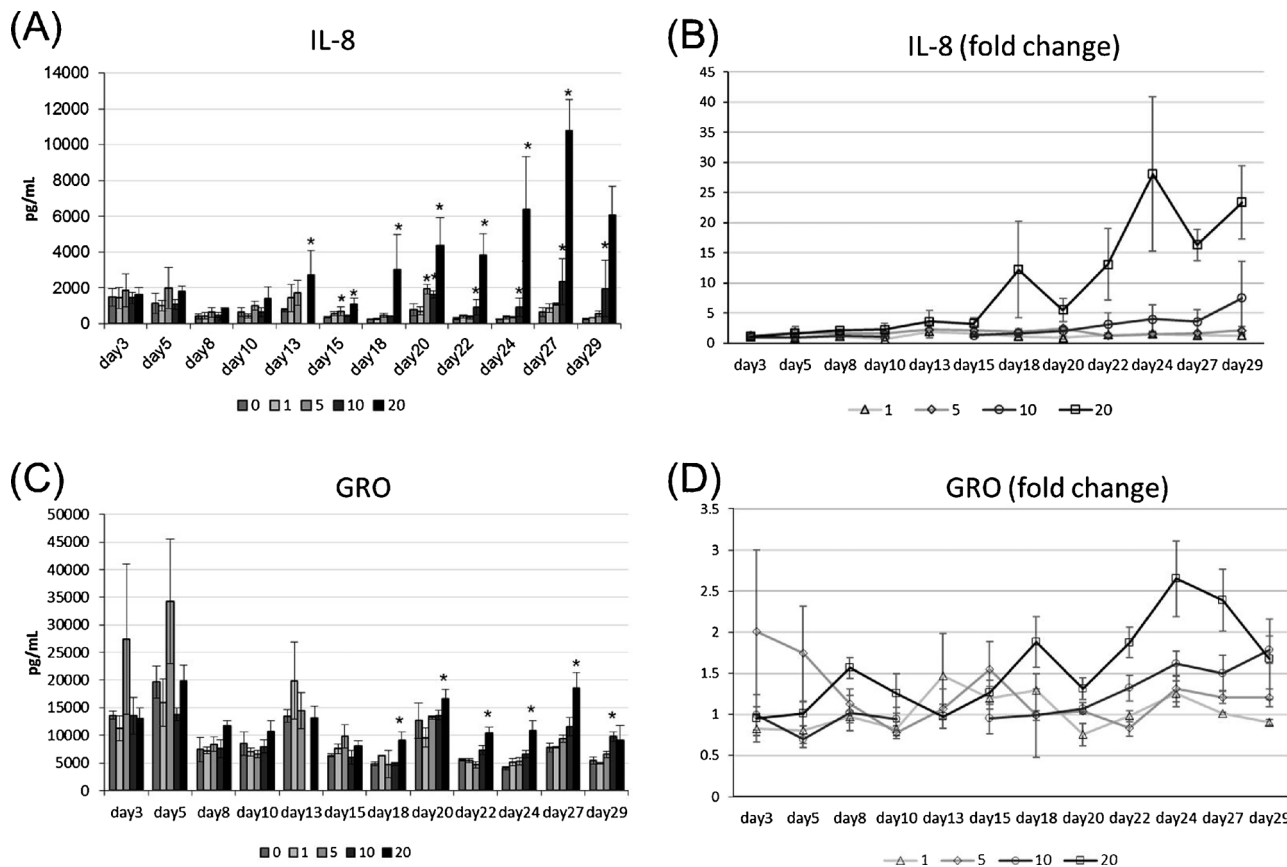 (A)
IL-8
14000
12000
10000
8000
6000
4000
2000
0
pg/mL
* * * * * * * * * * * * * *
day3 day5 day8 day10 day13 day15 day18 day20 day22 day24 day27 day29
0 1 5 10 20
(B)
IL-8 (fold change)
45
40
35
30
25
20
15
10
5
0
day3 day5 day8 day10 day13 day15 day18 day20 day22 day24 day27 day29
1 5 10 20
(C)
GRO
50000
45000
40000
35000
30000
25000
20000
15000
10000
5000
0
pg/mL
* * * * *
day3 day5 day8 day10 day13 day15 day18 day20 day22 day24 day27 day29
0 1 5 10 20
(D)
GRO (fold change)
3.5
3
2.5
2
1.5
1
0.5
0
day3 day5 day8 day10 day13 day15 day18 day20 day22 day24 day27 day29
1 5 10 20